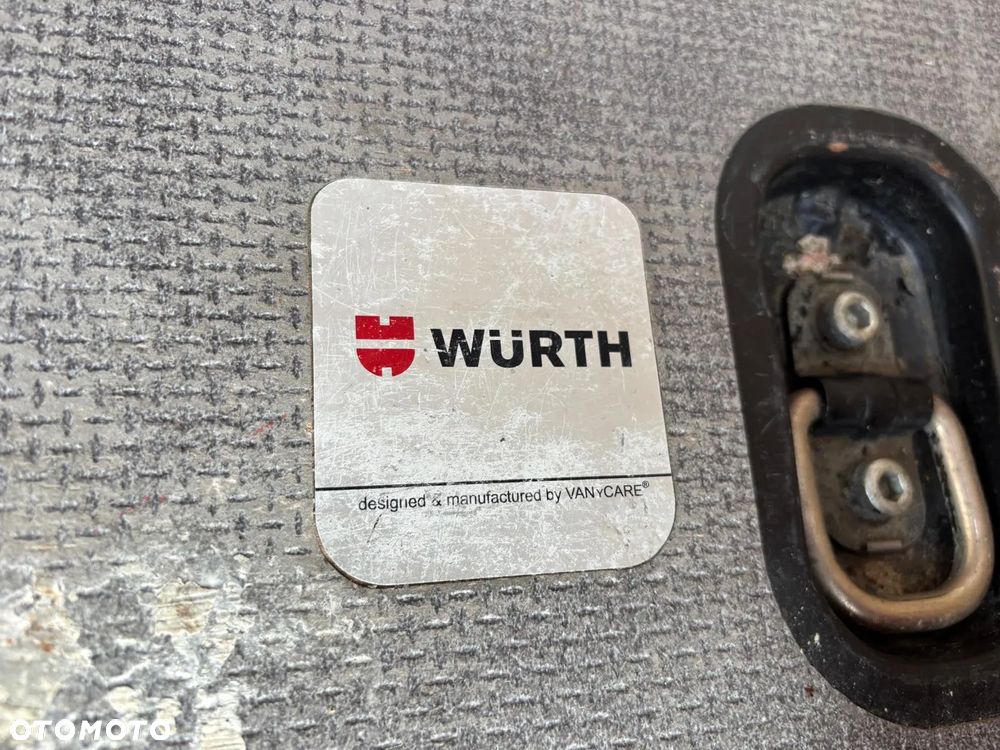 WÜRTH
designed & manufactured by VANYCARE®
OTOMOTO